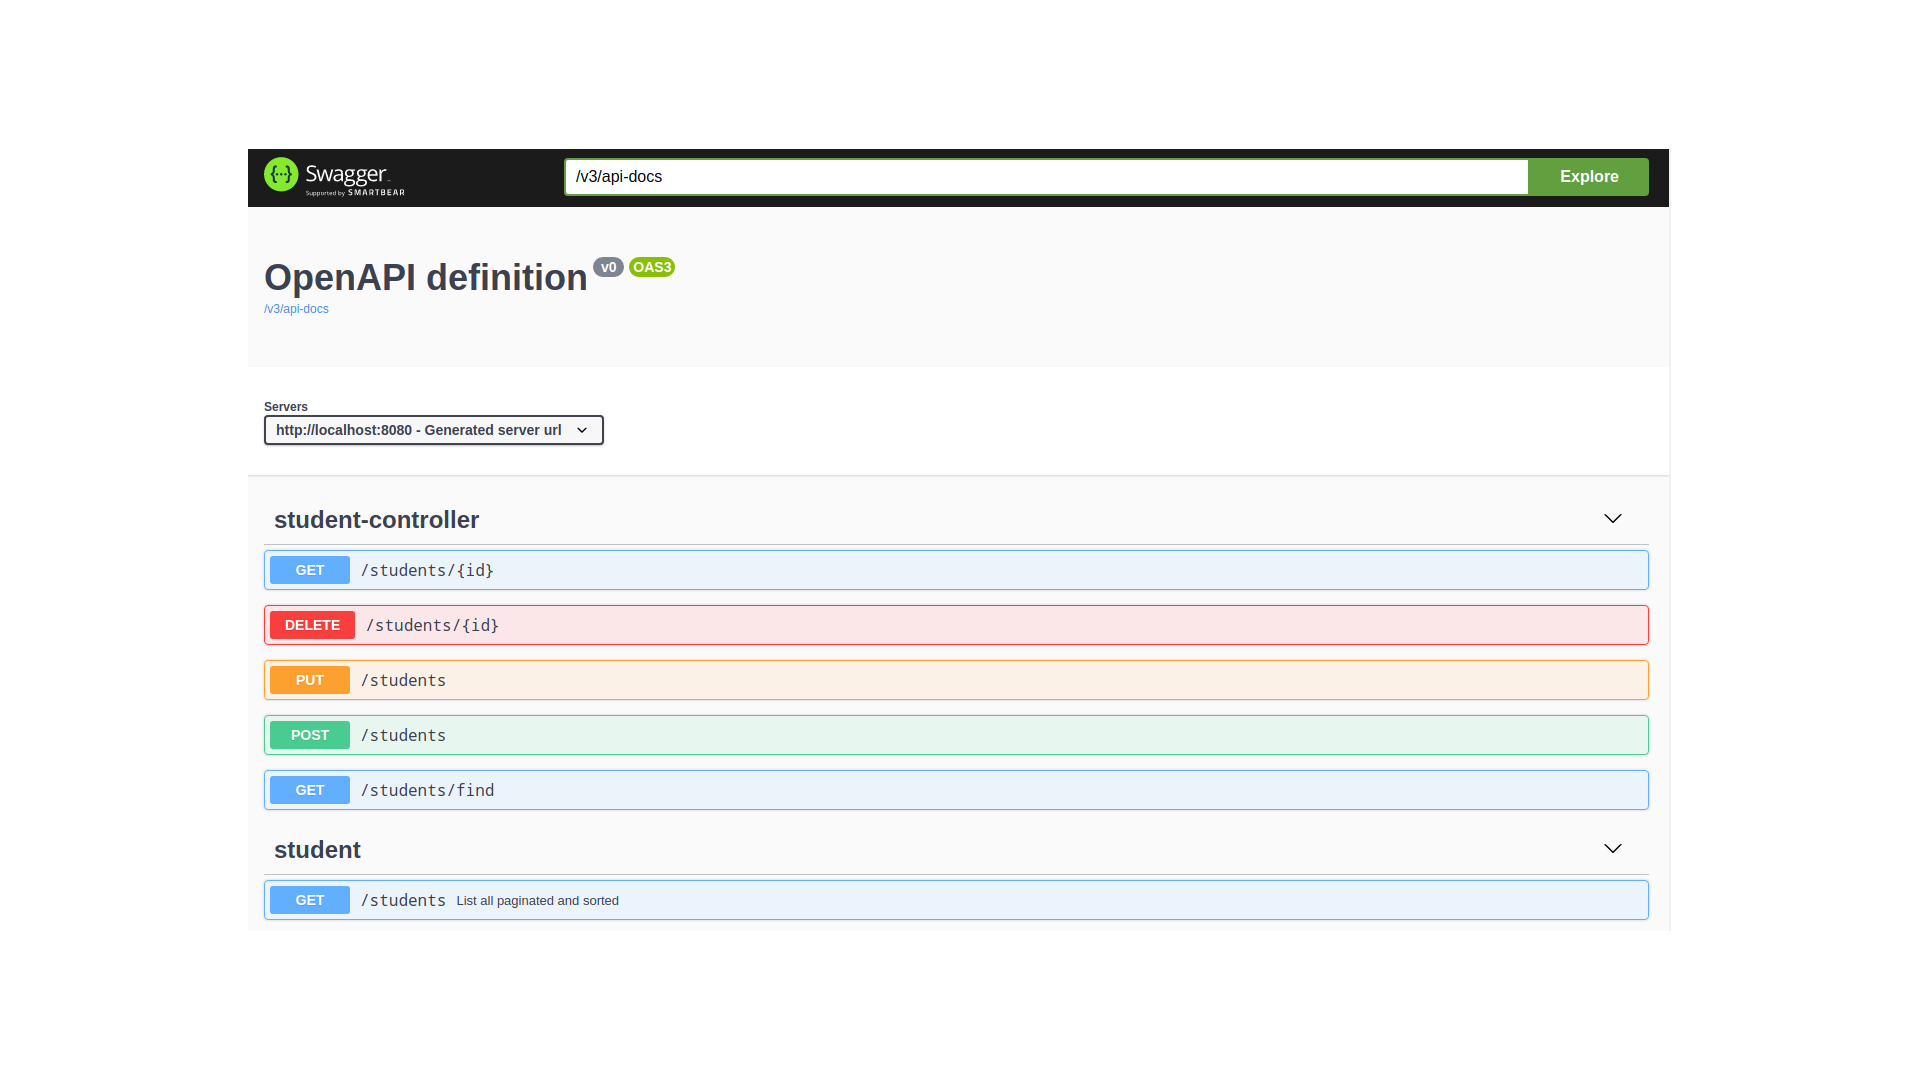 Swagger
Supported by SMARTBEAR
/v3/api-docs
Explore
OpenAPI definition v0 OAS3
/v3/api-docs
Servers
http://localhost:8080 - Generated server url
student-controller
GET /students/{id}
DELETE /students/{id}
PUT /students
POST /students
GET /students/find
student
GET /students List all paginated and sorted